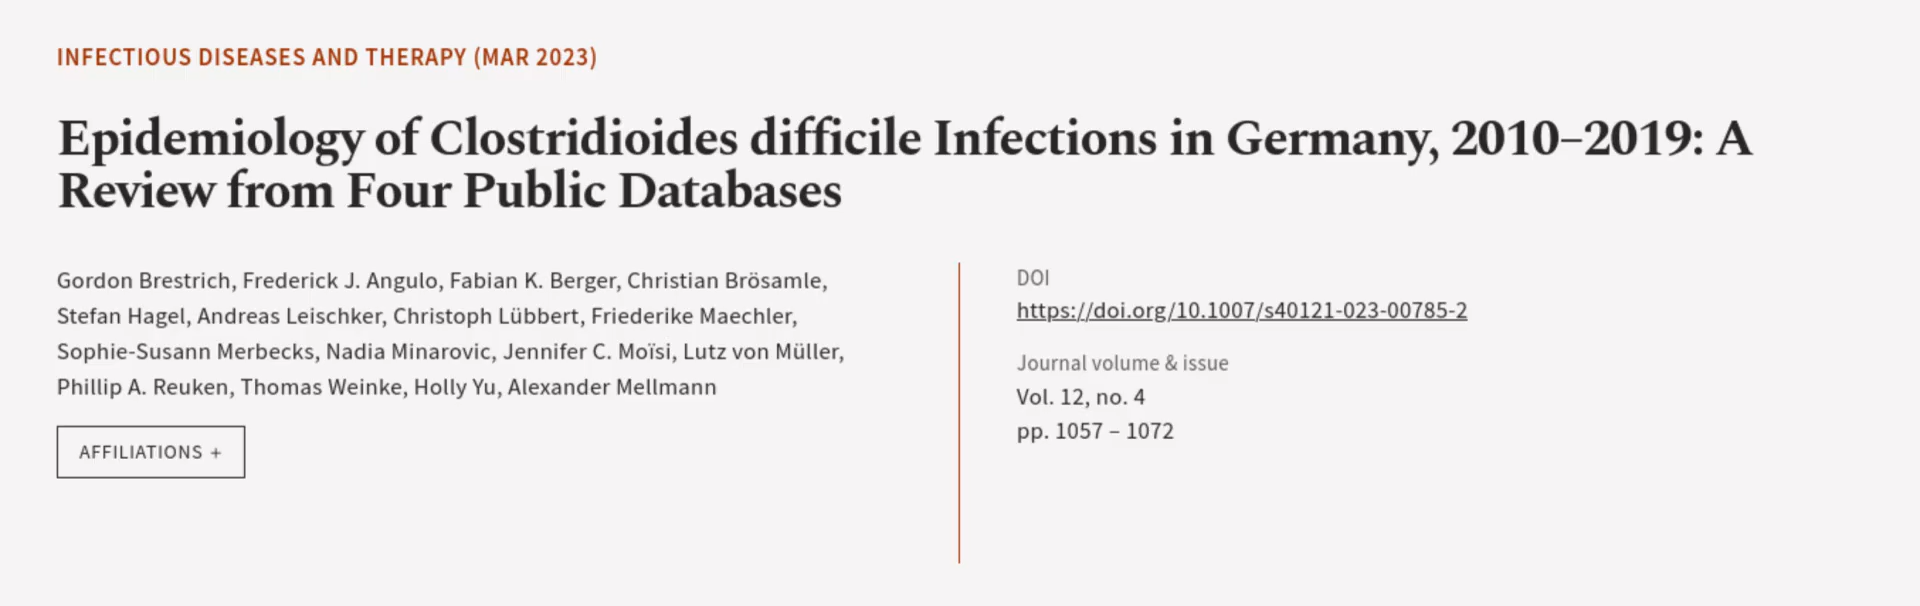 INFECTIOUS DISEASES AND THERAPY (MAR 2023)
Epidemiology of Clostridioides difficile Infections in Germany, 2010–2019: A
Review from Four Public Databases
Gordon Brestrich, Frederick J. Angulo, Fabian K. Berger, Christian Brösamle,
Stefan Hagel, Andreas Leischker, Christoph Lübbert, Friederike Maechler,
Sophie-Susann Merbecks, Nadia Minarovic, Jennifer C. Moïsi, Lutz von Müller,
Phillip A. Reuken, Thomas Weinke, Holly Yu, Alexander Mellmann
AFFILIATIONS +
DOI
https://doi.org/10.1007/s40121-023-00785-2
Journal volume & issue
Vol. 12, no. 4
pp. 1057 – 1072